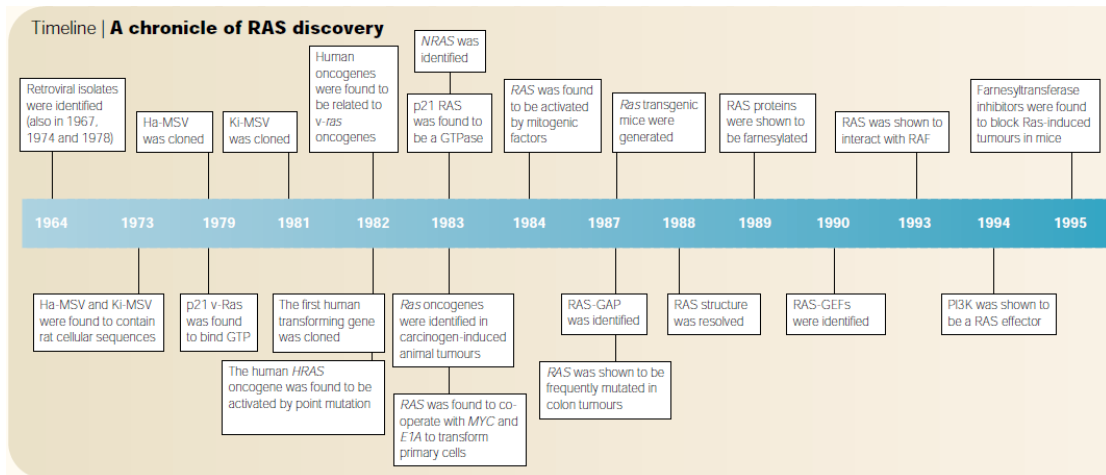 Timeline | A chronicle of RAS discovery
Retroviral isolates
were identified
(also in 1967,
1974 and 1978)
Ha-MSV
was cloned
Ki-MSV
was cloned
Human
oncogenes
were found to
be related to
v-ras
oncogenes
NRAS was
identified
p21 RAS
was found to
be a GTPase
RAS was found
to be activated
by mitogenic
factors
Ras transgenic
mice were
generated
RAS proteins
were shown to
be farnesylated
RAS was shown to
interact with RAF
Farnesyltransferase
inhibitors were found
to block Ras-induced
tumours in mice
1964 1973 1979 1981 1982 1983 1984 1987 1988 1989 1990 1993 1994 1995
Ha-MSV and Ki-MSV
were found to contain
rat cellular sequences
p21 v-Ras
was found
to bind GTP
The first human
transforming gene
was cloned
The human HRAS
oncogene was found to be
activated by point mutation
Ras oncogenes
were identified in
carcinogen-induced
animal tumours
RAS was found to co-
operate with MYC and
E1A to transform
primary cells
RAS-GAP
was identified
RAS was shown to be
frequently mutated in
colon tumours
RAS structure
was resolved
RAS-GEFs
were identified
PI3K was shown to
be a RAS effector